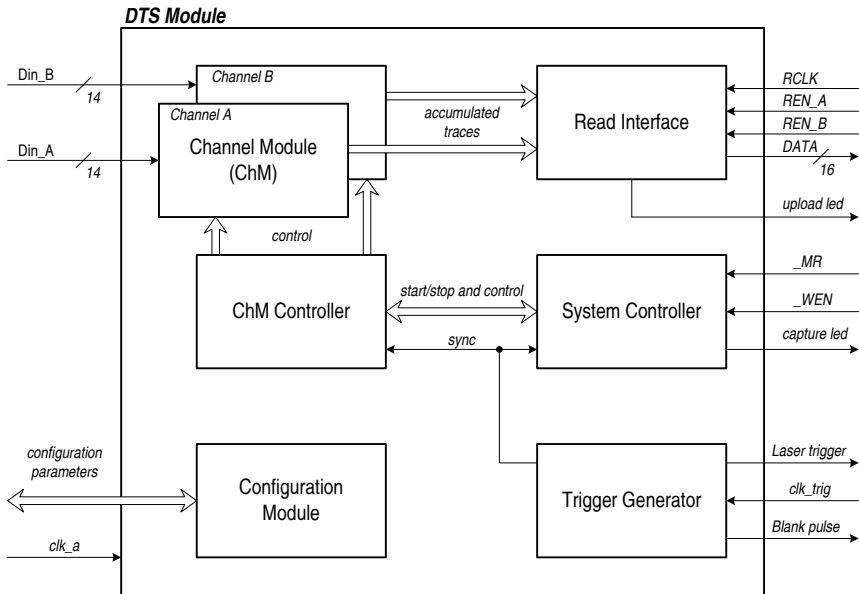 DTS Module
Din_B
14
Channel B
Channel A
Channel Module
(ChM)
Din_A
14
accumulated
traces
Read Interface
RCLK
REN_A
REN_B
DATA
16
upload led
control
ChM Controller
start/stop and control
System Controller
_MR
_WEN
capture led
sync
configuration
parameters
Configuration
Module
clk_a
Trigger Generator
Laser trigger
clk_trig
Blank pulse